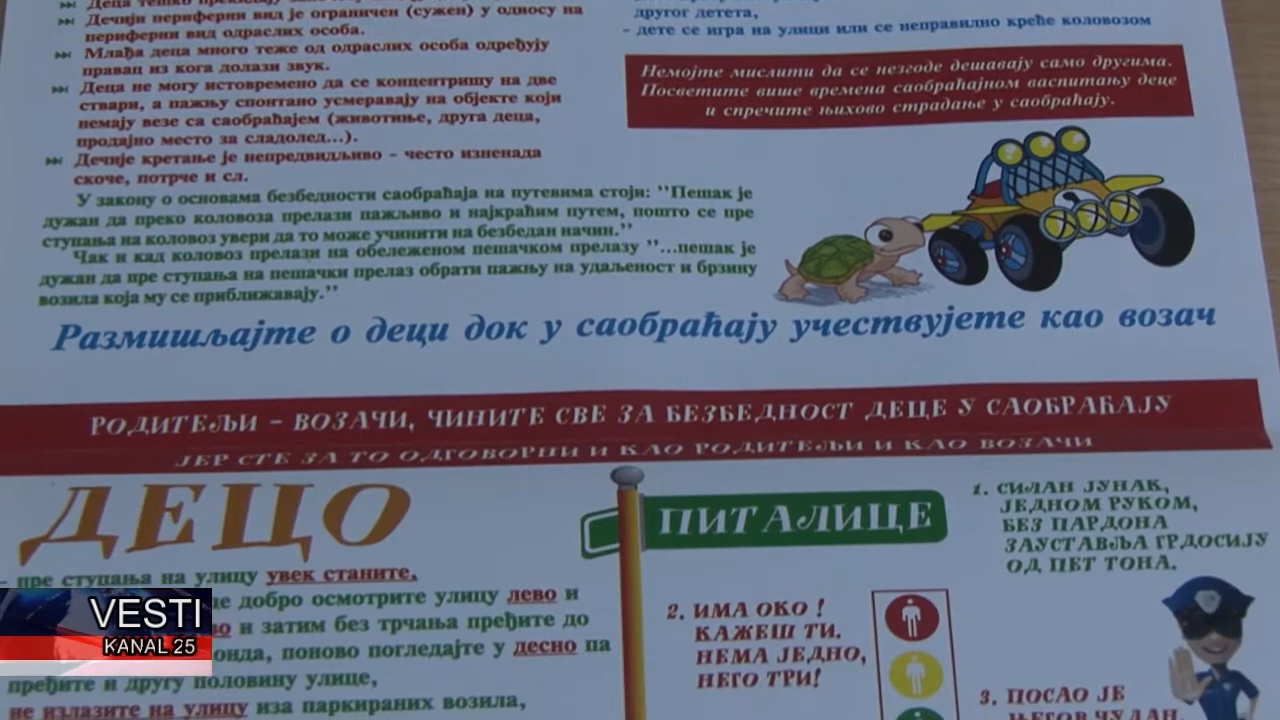 Деца тешко
Дечији периферни вид је ограничен (сужен) у односу на
периферни вид одраслих особа.
Млађа деца много теже од одраслих особа одређују
правац из кога долази звук.
Деца не могу истовремено да се концентришу на две
ствари, а пажњу спонтано усмеравају на објекте који
немају везе са саобраћајем (животиње, друга деца,
продајно место за сладолед...).
Дечије кретање је непредвидљиво - често изненада
скоче, потрче и сл.
У закону о основама безбедности саобраћаја на путевима стоји: ''Пешак је
дужан да преко коловоза прелази пажљиво и најкраћим путем, пошто се пре
ступања на коловоз увери да то може учинити на безбедан начин.''
Чак и кад коловоз прелази на обележеном пешачком прелазу ''...пешак је
дужан да пре ступања на пешачки прелаз обрати пажњу на удаљеност и брзину
возила која му се приближавају.''
другог детета,
- дете се игра на улици или се неправилно креће коловозом
Немојте мислити да се незгоде дешавају само другима.
Посветите више времена саобраћајном васпитању деце
и спречите њихово страдање у саобраћају.
Размишљајте о деци док у саобраћају учествујете као возач
РОДИТЕЉИ - ВОЗАЧИ, ЧИНИТЕ СВЕ ЗА БЕЗБЕДНОСТ ДЕЦЕ У САОБРАЋАЈУ
ЈЕР СТЕ ЗА ТО ОДГОВОРНИ И КАО РОДИТЕЉИ И КАО ВОЗАЧИ
ДЕЦО
- пре ступања на улицу увек станите,
де добро осмотрите улицу лево и
во и затим без трчања пређите до
онда, поново погледајте у десно па
пређите и другу половину улице,
не излазите на улицу иза паркираних возила,
ПИТАЛИЦЕ
1. СИЛАН ЈУНАК,
ЈЕДНОМ РУКОМ,
БЕЗ ПАРДОНА
ЗАУСТАВЉА ГРДОСИЈУ
ОД ПЕТ ТОНА.
2. ИМА ОКО !
КАЖЕШ ТИ.
НЕМА ЈЕДНО,
НЕГО ТРИ!
3. ПОСАО ЈЕ
ЊЕГОВ ЧУДАН,
VESTI
KANAL 25